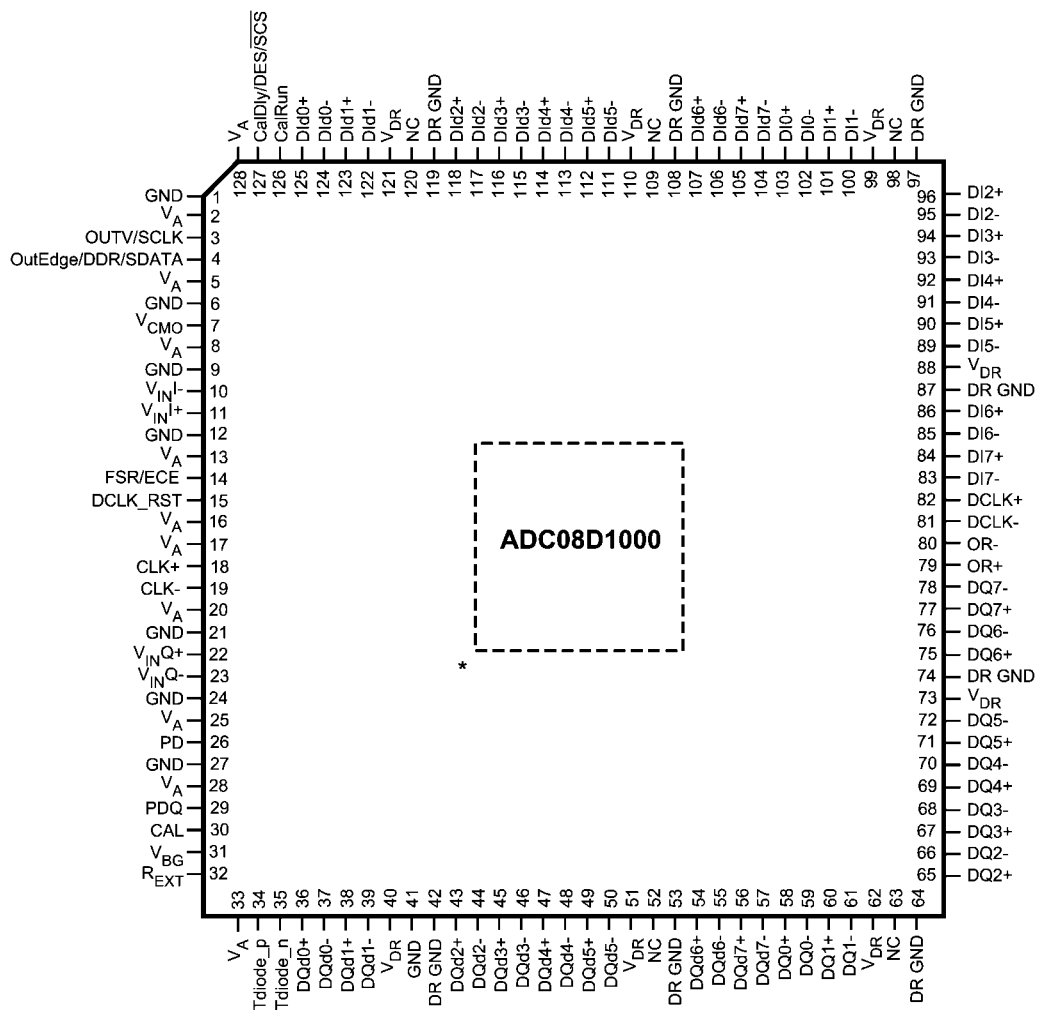 VA 128
CalDly/DES/SCS 127
CalRun 126
DId0+ 125
DId0- 124
DId1+ 123
DId1- 122
VDR 121
NC 120
DR GND 119
DId2+ 118
DId2- 117
DId3+ 116
DId3- 115
DId4+ 114
DId4- 113
DId5+ 112
DId5- 111
VDR 110
NC 109
DR GND 108
DId6+ 107
DId6- 106
DId7+ 105
DId7- 104
DI0+ 103
DI0- 102
DI1+ 101
DI1- 100
VDR 99
NC 98
DR GND 97
GND 1
VA 2
OUTV/SCLK 3
OutEdge/DDR/SDATA 4
VA 5
GND 6
VCMO 7
VA 8
GND 9
VINI- 10
VINI+ 11
GND 12
VA 13
FSR/ECE 14
DCLK_RST 15
VA 16
VA 17
CLK+ 18
CLK- 19
VA 20
GND 21
VINQ+ 22
VINQ- 23
GND 24
VA 25
PD 26
GND 27
VA 28
PDQ 29
CAL 30
VBG 31
REXT 32
ADC08D1000
*
96 DI2+
95 DI2-
94 DI3+
93 DI3-
92 DI4+
91 DI4-
90 DI5+
89 DI5-
88 VDR
87 DR GND
86 DI6+
85 DI6-
84 DI7+
83 DI7-
82 DCLK+
81 DCLK-
80 OR-
79 OR+
78 DQ7-
77 DQ7+
76 DQ6-
75 DQ6+
74 DR GND
73 VDR
72 DQ5-
71 DQ5+
70 DQ4-
69 DQ4+
68 DQ3-
67 DQ3+
66 DQ2-
65 DQ2+
33 VA
34 Tdiode_p
35 Tdiode_n
36 DQd0+
37 DQd0-
38 DQd1+
39 DQd1-
40 VDR
41 GND
42 DR GND
43 DQd2+
44 DQd2-
45 DQd3+
46 DQd3-
47 DQd4+
48 DQd4-
49 DQd5+
50 DQd5-
51 VDR
52 NC
53 DR GND
54 DQd6+
55 DQd6-
56 DQd7+
57 DQd7-
58 DQ0+
59 DQ0-
60 DQ1+
61 DQ1-
62 VDR
63 NC
64 DR GND